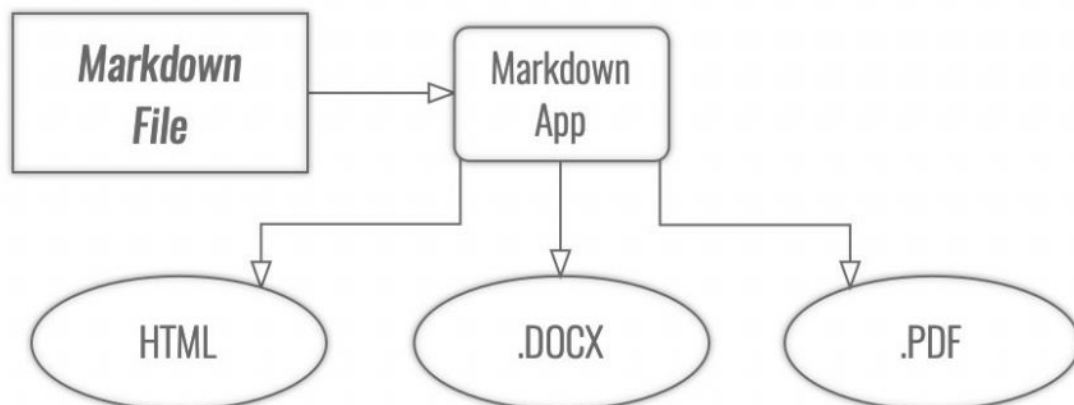 Markdown
File
Markdown
App
HTML
.DOCX
.PDF